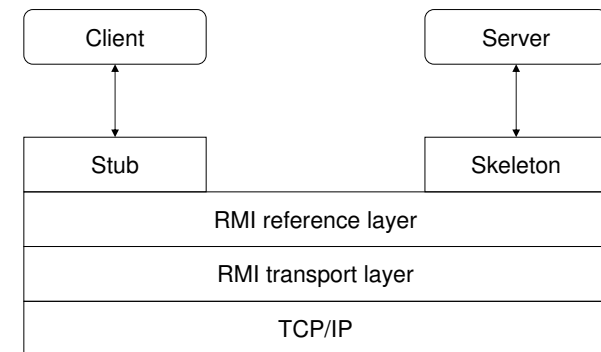 Client
Server
Stub
Skeleton
RMI reference layer
RMI transport layer
TCP/IP